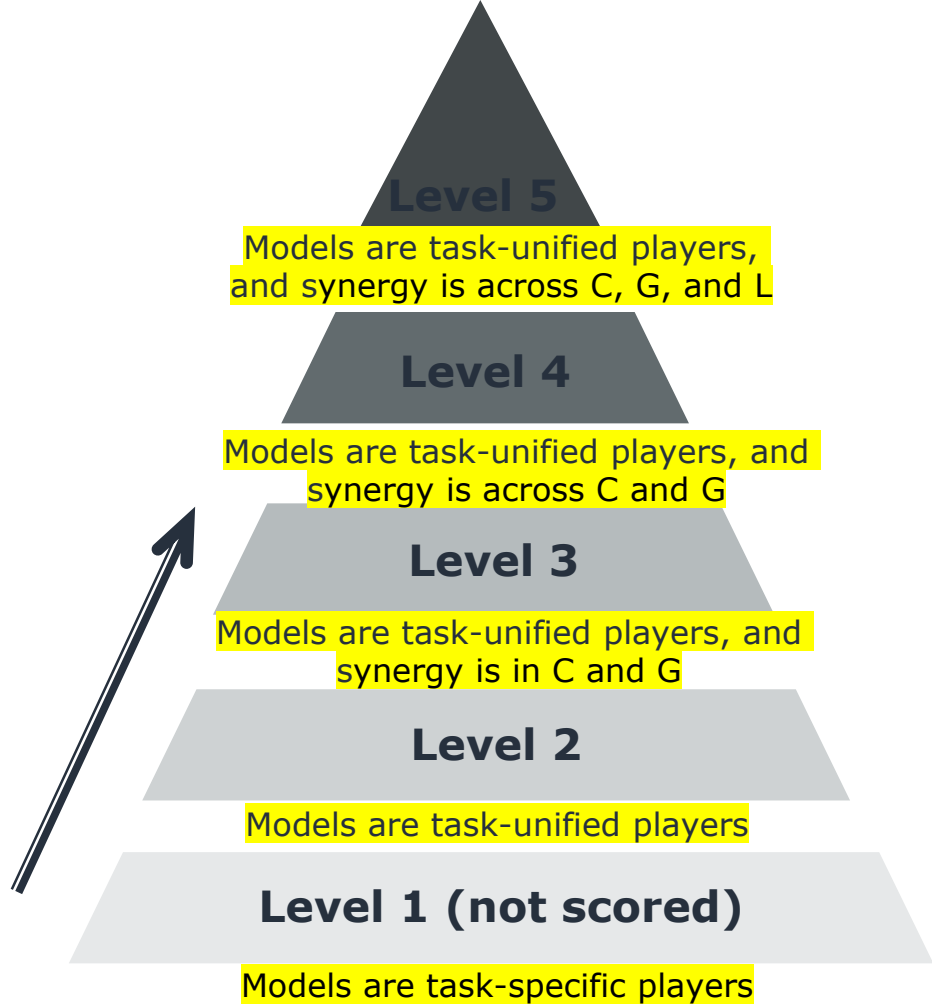 Level 5
Models are task-unified players,
and synergy is across C, G, and L
Level 4
Models are task-unified players, and
synergy is across C and G
Level 3
Models are task-unified players, and
synergy is in C and G
Level 2
Models are task-unified players
Level 1 (not scored)
Models are task-specific players